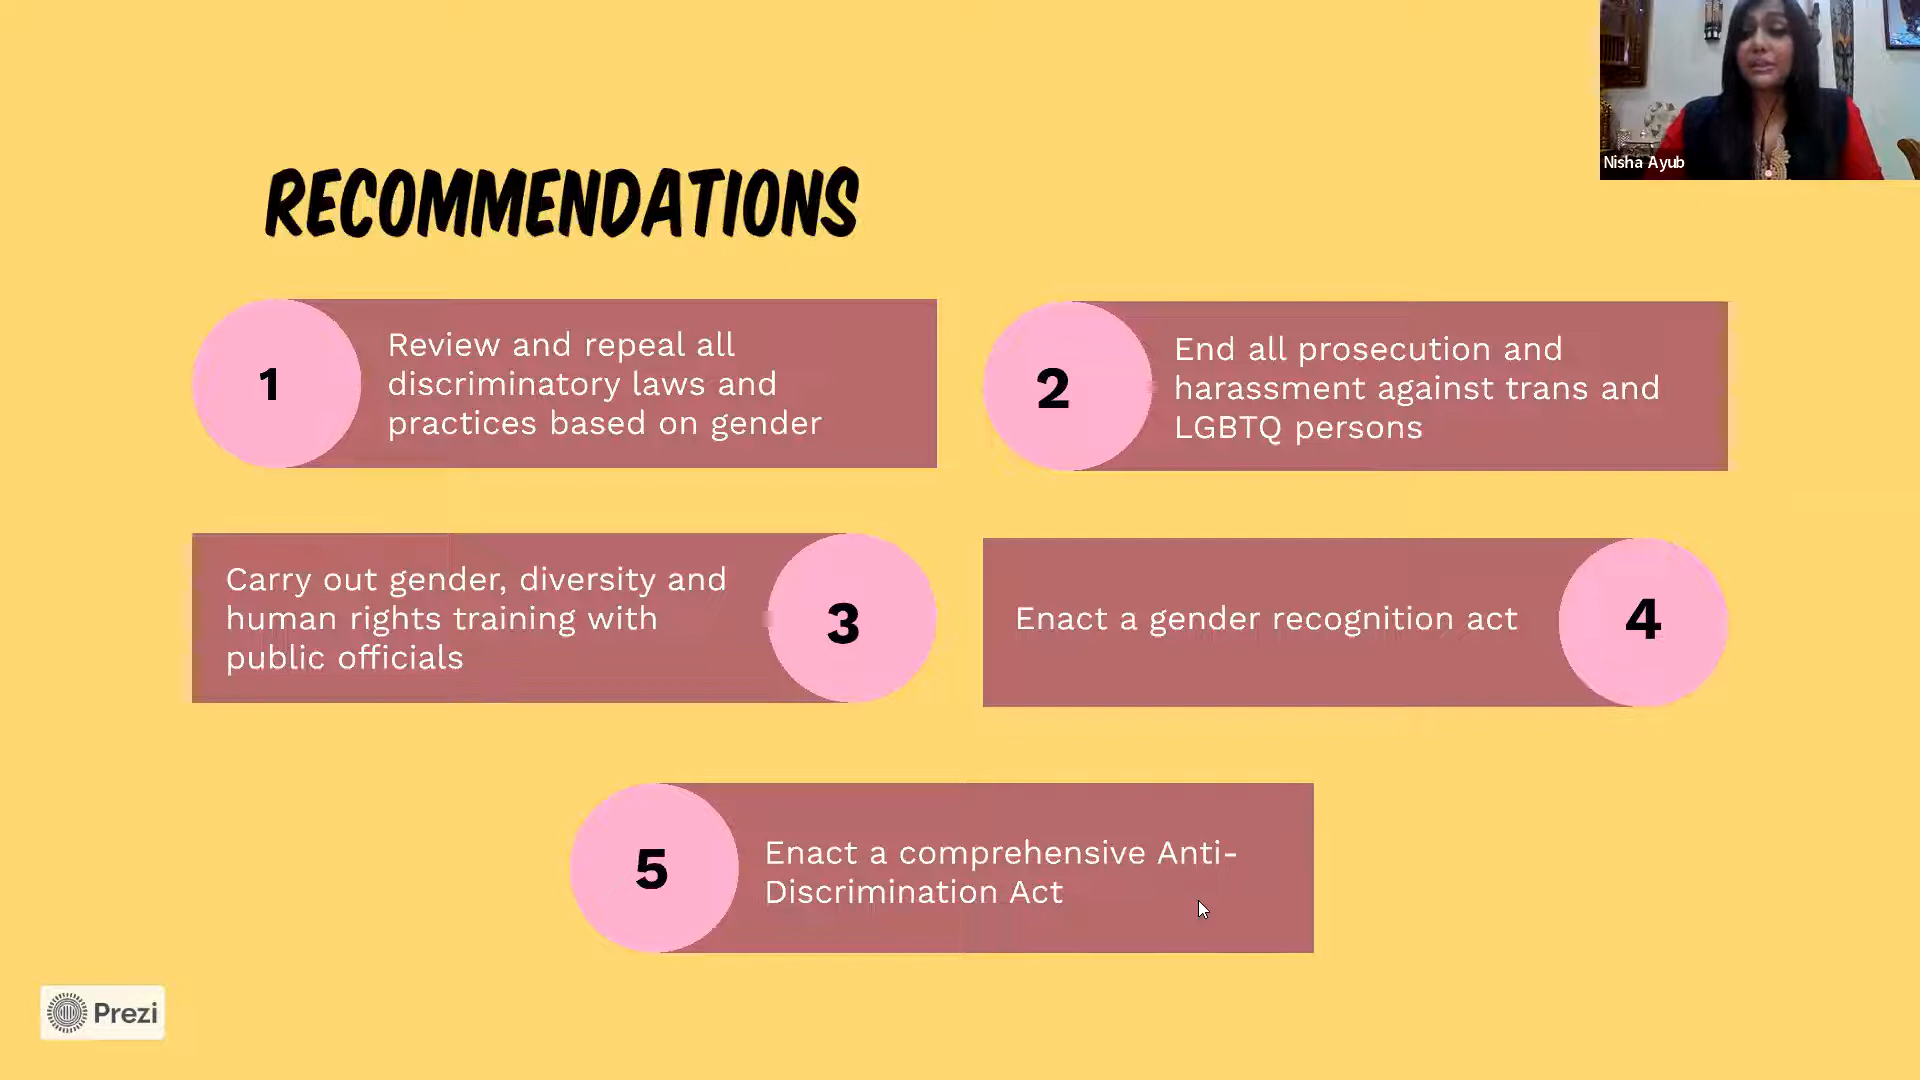 Nisha Ayub
RECOMMENDATIONS
1
Review and repeal all
discriminatory laws and
practices based on gender
2
End all prosecution and
harassment against trans and
LGBTQ persons
Carry out gender, diversity and
human rights training with
public officials
3
Enact a gender recognition act
4
5
Enact a comprehensive Anti-
Discrimination Act
Prezi